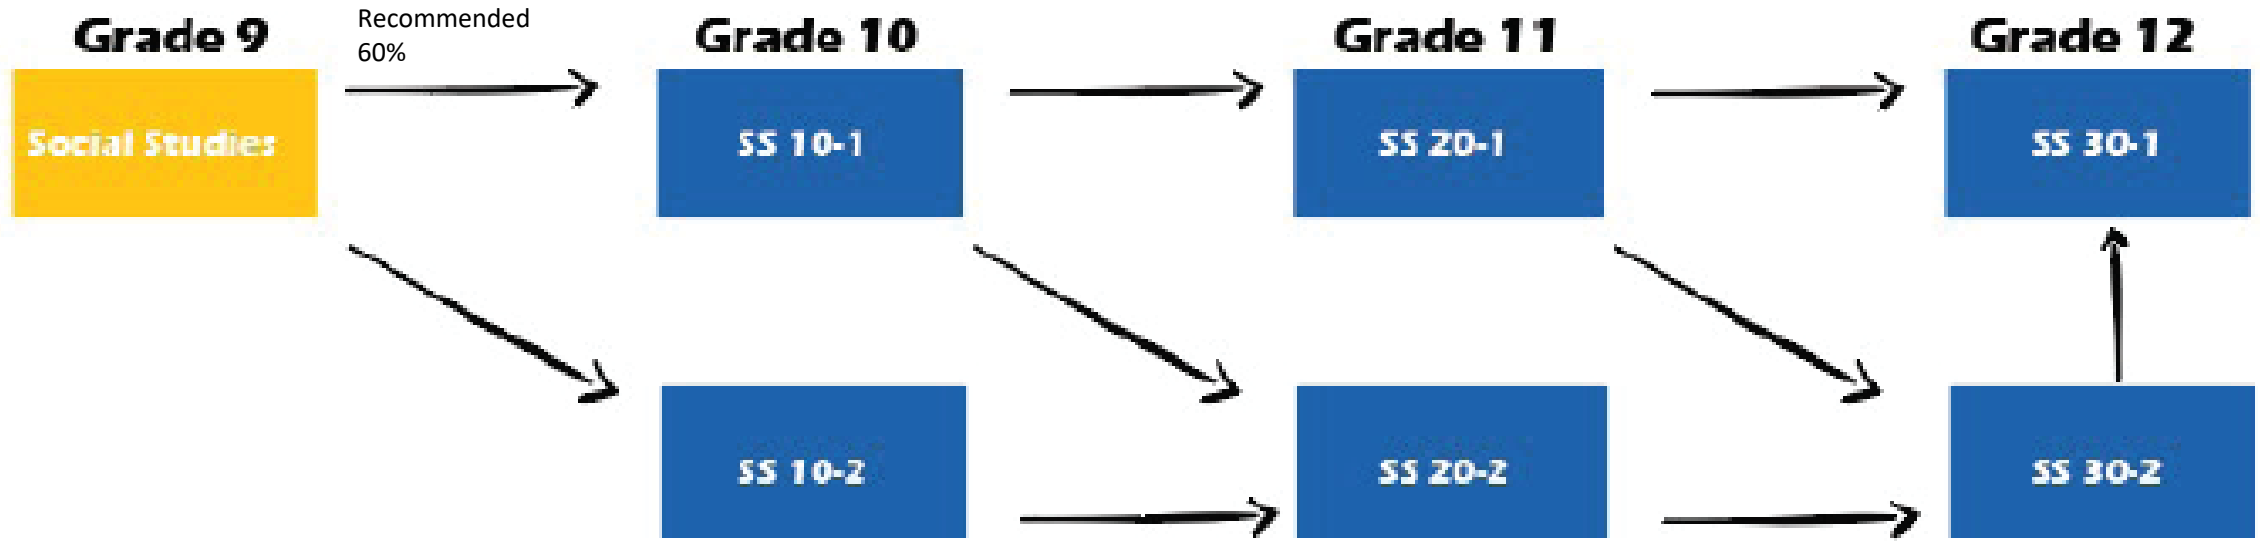 Grade 9
Recommended
60%
Grade 10
Grade 11
Grade 12
Social Studies
SS 10-1
SS 20-1
SS 30-1
SS 10-2
SS 20-2
SS 30-2